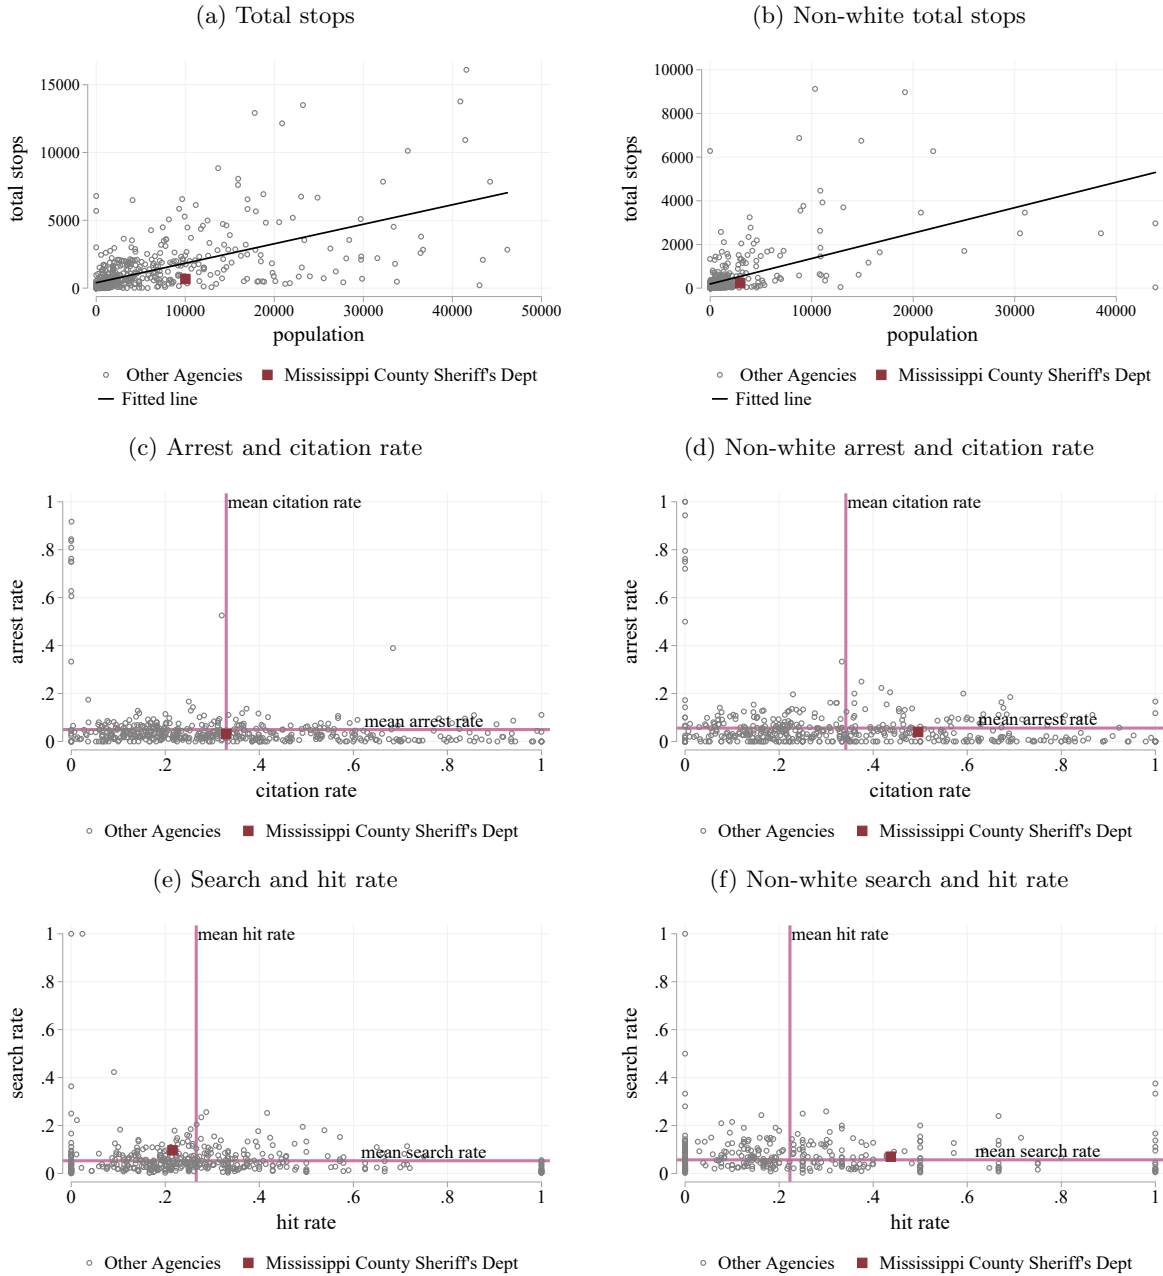 (a) Total stops
(b) Non-white total stops
15000
10000
5000
0
total stops
0
10000
20000
30000
40000
50000
population
Other Agencies
Mississippi County Sheriff's Dept
Fitted line
10000
8000
6000
4000
2000
0
total stops
0
10000
20000
30000
40000
population
Other Agencies
Mississippi County Sheriff's Dept
Fitted line
(c) Arrest and citation rate
(d) Non-white arrest and citation rate
1
.8
.6
.4
.2
0
arrest rate
mean citation rate
mean arrest rate
0
.2
.4
.6
.8
1
citation rate
Other Agencies
Mississippi County Sheriff's Dept
1
.8
.6
.4
.2
0
arrest rate
mean citation rate
mean arrest rate
0
.2
.4
.6
.8
1
citation rate
Other Agencies
Mississippi County Sheriff's Dept
(e) Search and hit rate
(f) Non-white search and hit rate
1
.8
.6
.4
.2
0
search rate
mean hit rate
mean search rate
0
.2
.4
.6
.8
1
hit rate
Other Agencies
Mississippi County Sheriff's Dept
1
.8
.6
.4
.2
0
search rate
mean hit rate
mean search rate
0
.2
.4
.6
.8
1
hit rate
Other Agencies
Mississippi County Sheriff's Dept